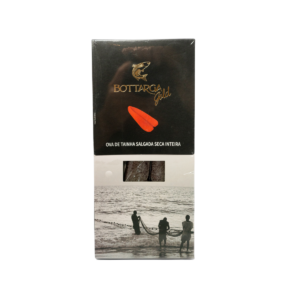 BOTTARGA
Gold
OVA DE TAINHA SALGADA SECA INTEIRA